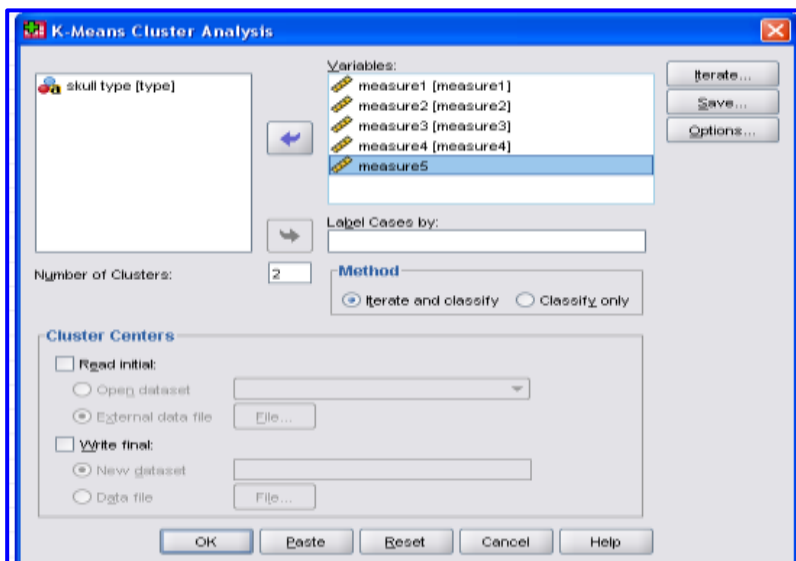 K-Means Cluster Analysis
skull type [type]
Variables:
measure1 [measure1]
measure2 [measure2]
measure3 [measure3]
measure4 [measure4]
measure5
Iterate...
Save...
Options...
Label Cases by:
Number of Clusters: 2
Method
Iterate and classify Classify only
Cluster Centers
Read initial:
Open dataset
External data file File...
Write final:
New dataset
Data file File...
OK Paste Reset Cancel Help